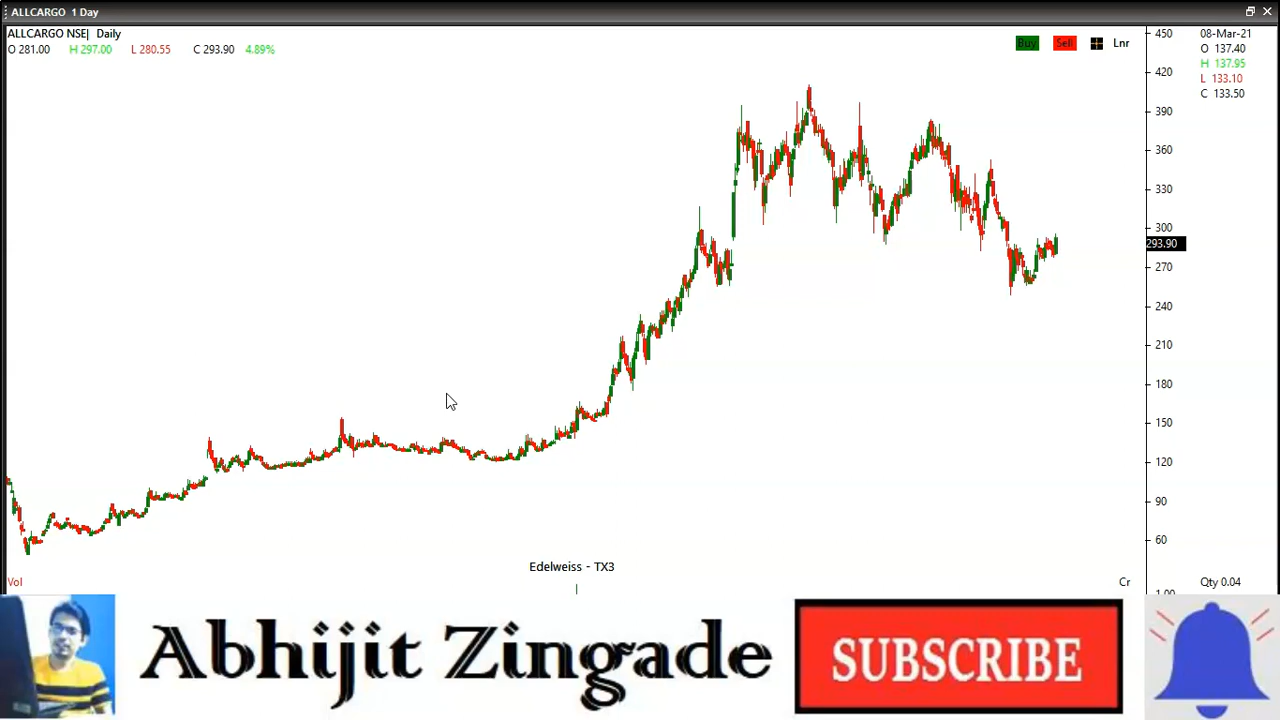 ALLCARGO 1 Day
ALLCARGO NSE| Daily
O 281.00 H 297.00 L 280.55 C 293.90 4.89%
Buy Sell Lnr
450
420
390
360
330
300
293.90
270
240
210
180
150
120
90
60
1.00
08-Mar-21
O 137.40
H 137.95
L 133.10
C 133.50
Edelweiss - TX3
Vol
Cr
Qty 0.04
Abhijit Zingade
SUBSCRIBE